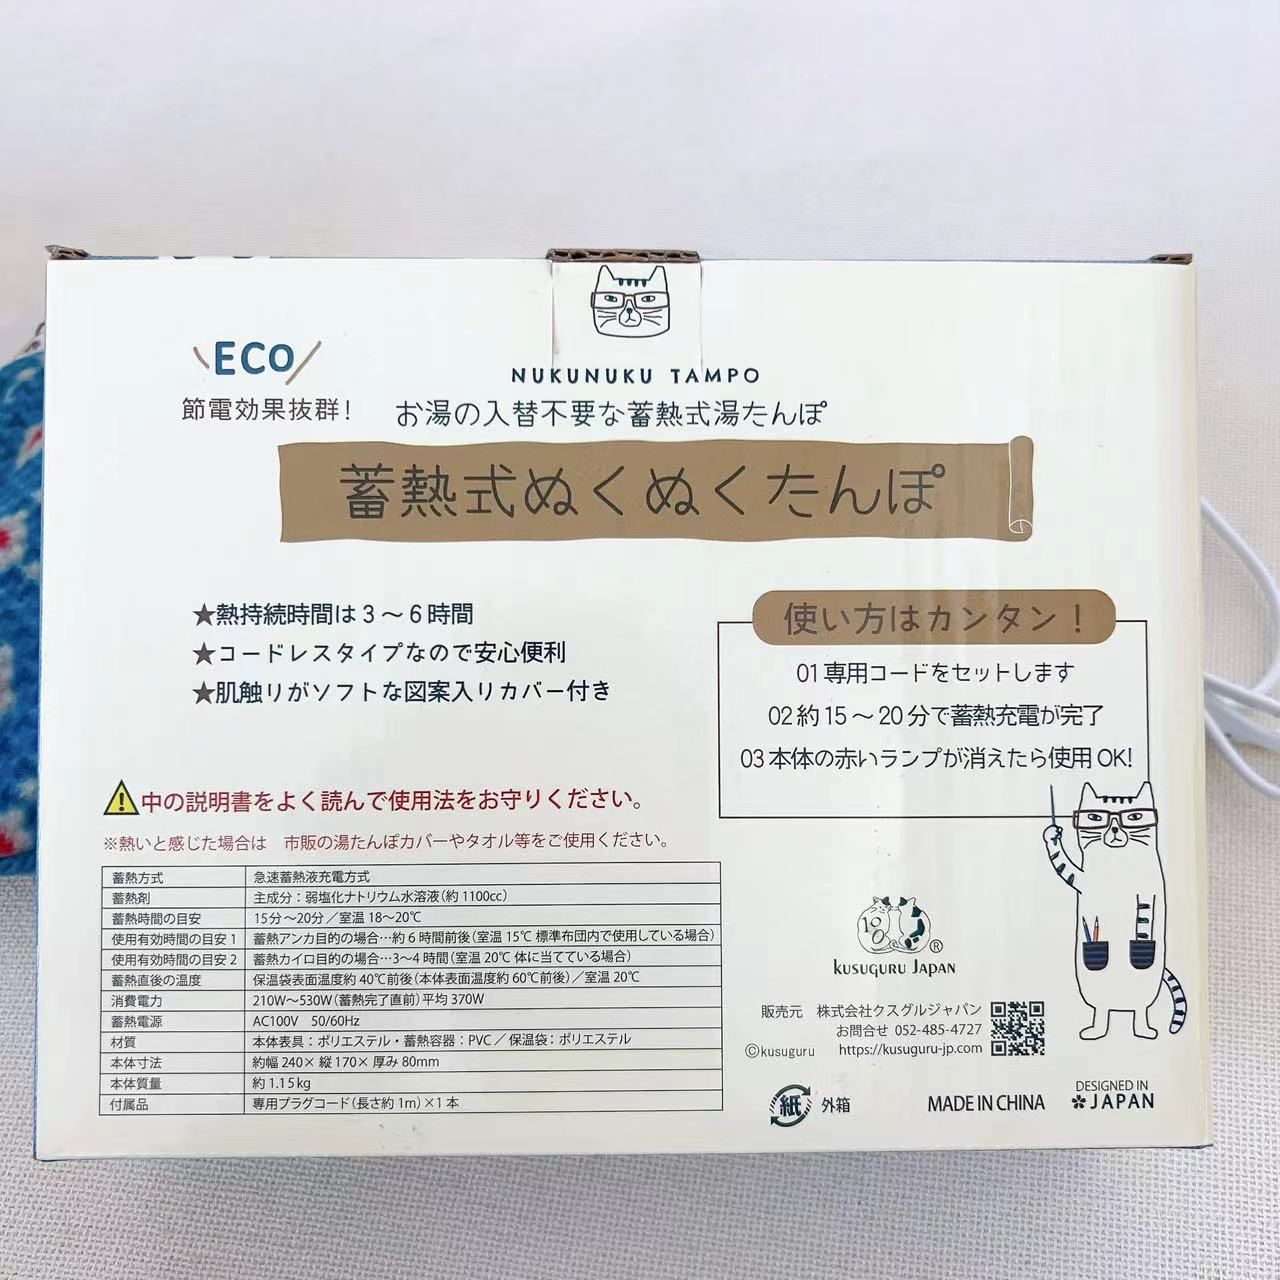 ECO
節電効果抜群!
NUKUNUKU TAMPO
お湯の入替不要な蓄熱式湯たんぽ
蓄熱式ぬくぬくたんぽ
★熱持続時間は3～6時間
★コードレスタイプなので安心便利
★肌触りがソフトな図案入りカバー付き
使い方はカンタン!
01 専用コードをセットします
02 約15～20分で蓄熱充電が完了
03 本体の赤いランプが消えたら使用OK!
中の説明書をよく読んで使用法をお守りください。
※熱いと感じた場合は 市販の湯たんぽカバーやタオル等をご使用ください。
蓄熱方式 急速蓄熱液充電方式
蓄熱剤 主成分：弱塩化ナトリウム水溶液(約1100cc)
蓄熱時間の目安 15分～20分／室温18～20℃
使用有効時間の目安1 蓄熱アンカ目的の場合…約6時間前後(室温15℃標準布団内で使用している場合)
使用有効時間の目安2 蓄熱カイロ目的の場合…3～4時間(室温20℃体に当てている場合)
蓄熱直後の温度 保温袋表面温度約40℃前後(本体表面温度約60℃前後)／室温20℃
消費電力 210W～530W(蓄熱完了直前)平均370W
蓄熱電源 AC100V 50/60Hz
材質 本体表具：ポリエステル・蓄熱容器：PVC／保温袋：ポリエステル
本体寸法 約幅240×縦170×厚み80mm
本体質量 約1.15kg
付属品 専用プラグコード(長さ約1m)×1本
180
®
KUSUGURU JAPAN
販売元 株式会社クスグルジャパン
お問合せ 052-485-4727
©kusuguru https://kusuguru-jp.com
紙 外箱
MADE IN CHINA
DESIGNED IN
JAPAN